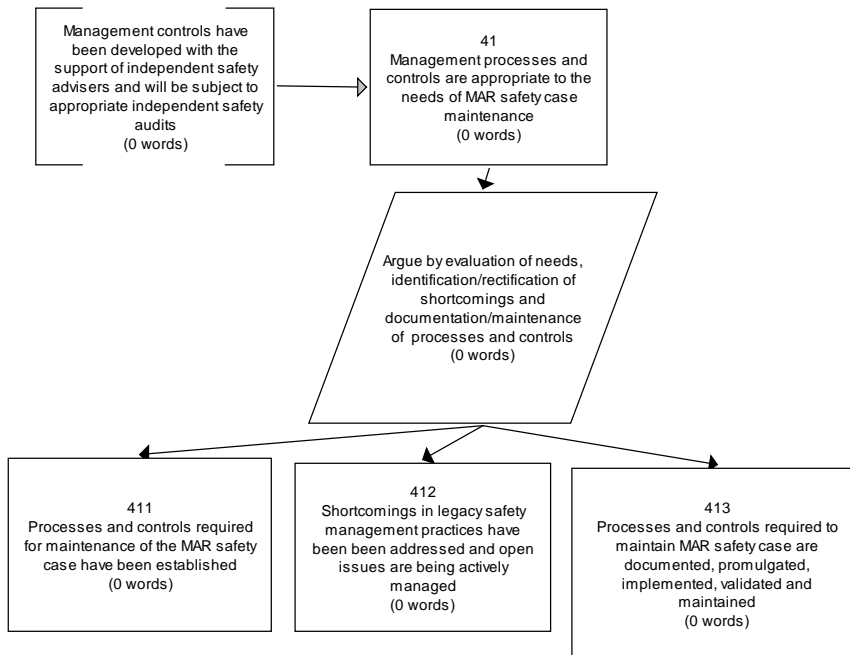 Management controls have
been developed with the
support of independent safety
advisers and will be subject to
appropriate independent safety
audits
(0 words)
41
Management processes and
controls are appropriate to the
needs of MAR safety case
maintenance
(0 words)
Argue by evaluation of needs,
identification/rectification of
shortcomings and
documentation/maintenance
of processes and controls
(0 words)
411
Processes and controls required
for maintenance of the MAR safety
case have been established
(0 words)
412
Shortcomings in legacy safety
management practices have
been been addressed and open
issues are being actively
managed
(0 words)
413
Processes and controls required to
maintain MAR safety case are
documented, promulgated,
implemented, validated and
maintained
(0 words)